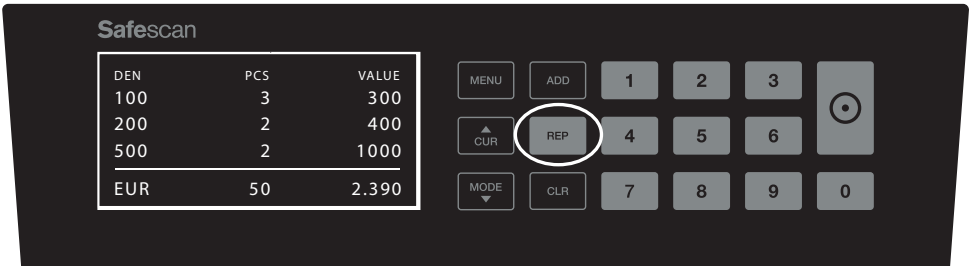 Safescan
DEN PCS VALUE
100 3 300
200 2 400
500 2 1000
EUR 50 2.390
MENU ADD 1 2 3
CUR REP 4 5 6
MODE CLR 7 8 9 0